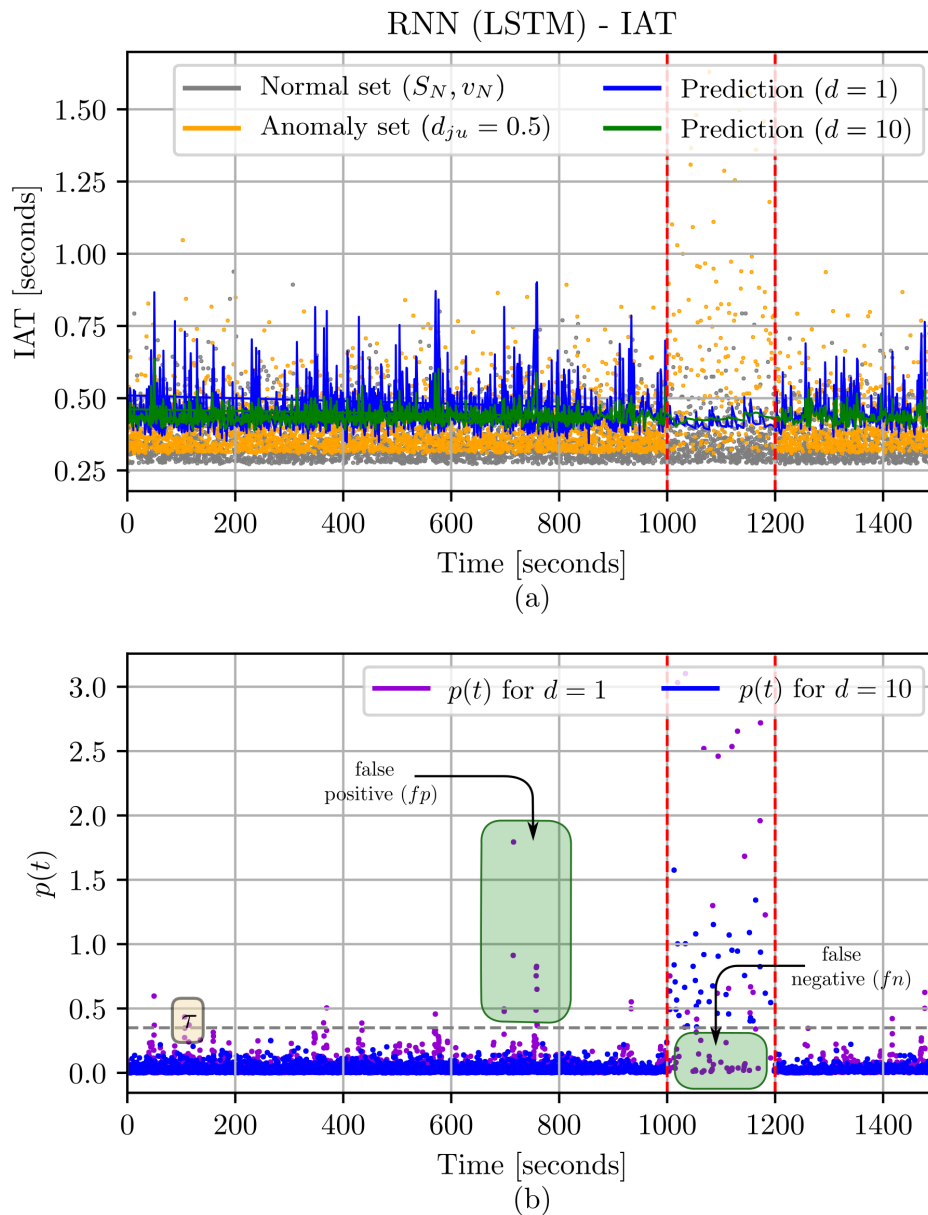 RNN (LSTM) - IAT
Normal set (S_N, v_N)
Anomaly set (d_{ju} = 0.5)
Prediction (d = 1)
Prediction (d = 10)
IAT [seconds]
1.50
1.25
1.00
0.75
0.50
0.25
0 200 400 600 800 1000 1200 1400
Time [seconds]
(a)
p(t) for d = 1
p(t) for d = 10
p(t)
3.0
2.5
2.0
1.5
1.0
0.5
0.0
false
positive (fp)
false
negative (fn)
τ
0 200 400 600 800 1000 1200 1400
Time [seconds]
(b)